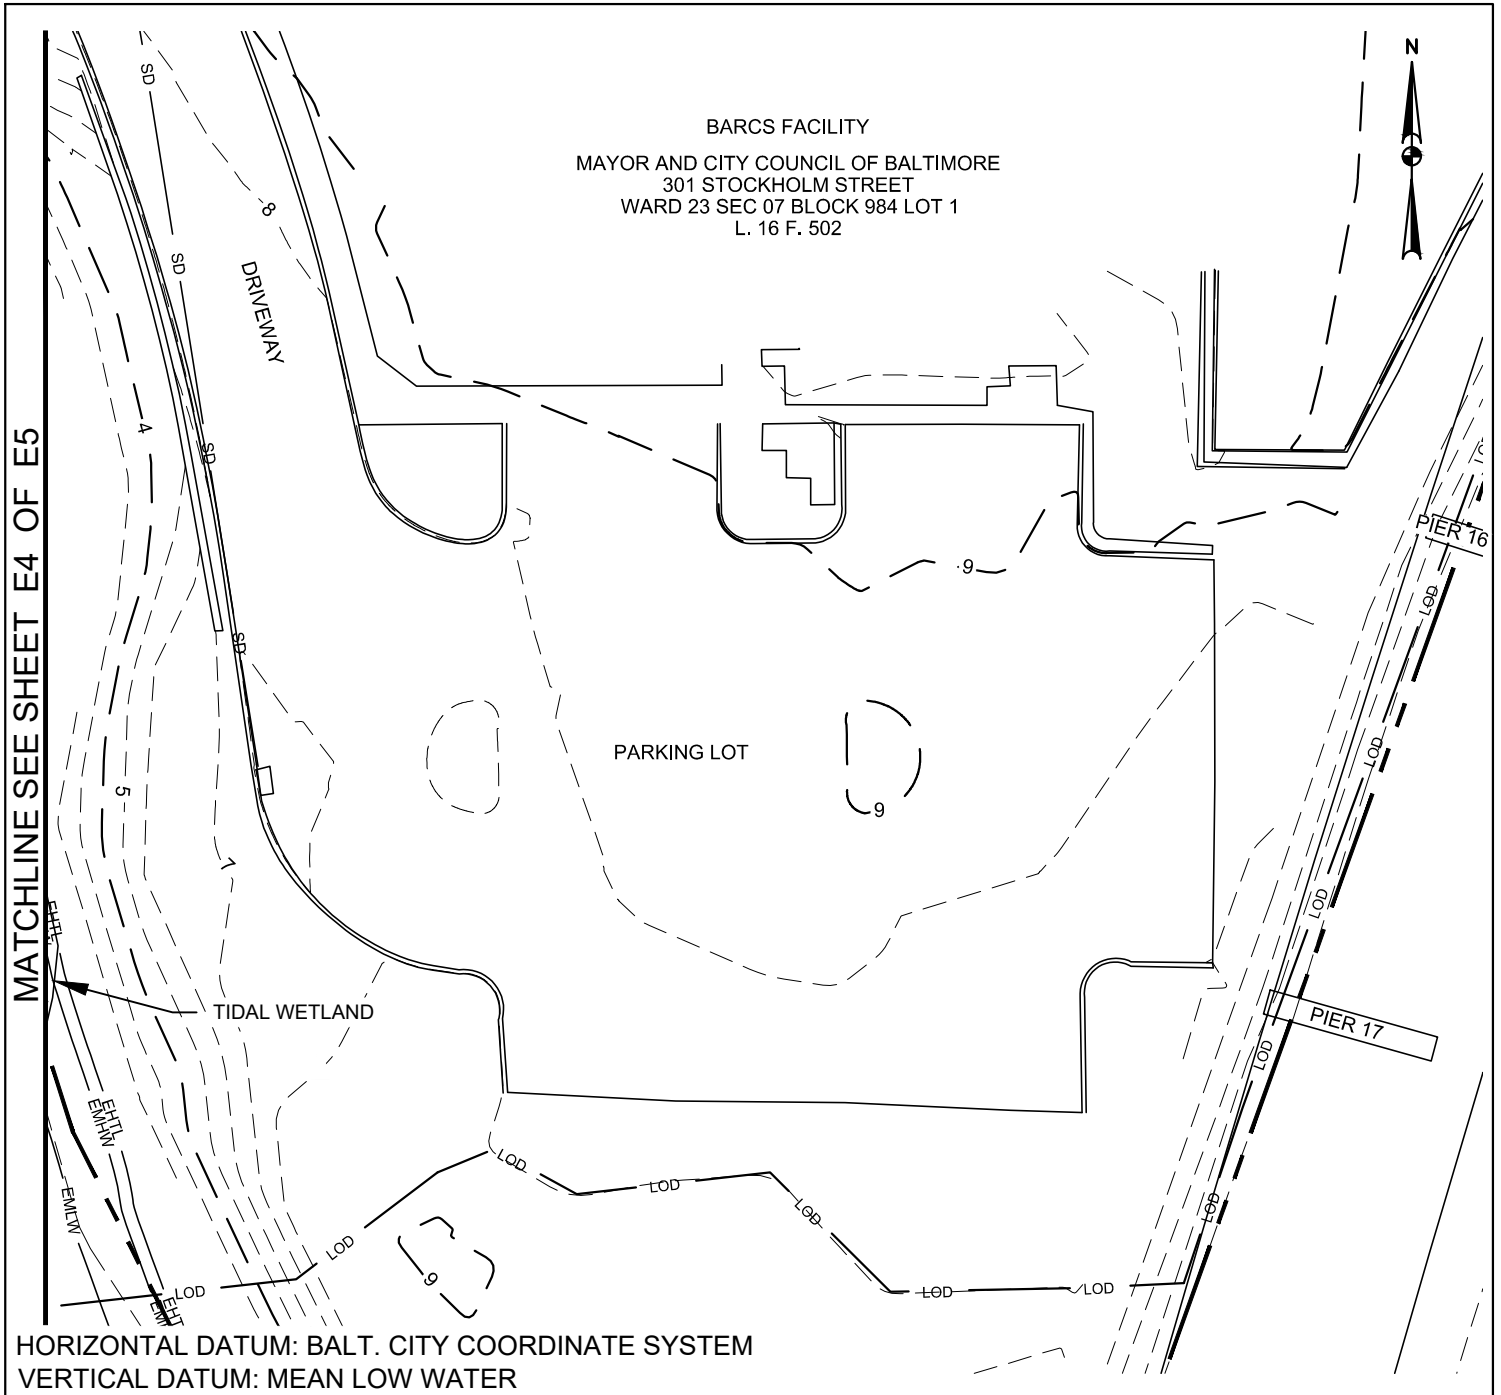 N
BARCS FACILITY
MAYOR AND CITY COUNCIL OF BALTIMORE
301 STOCKHOLM STREET
WARD 23 SEC 07 BLOCK 984 LOT 1
L. 16 F. 502
SD
8
SD
DRIVEWAY
4
SD
LO
PIER 16
9
LOD
SD
MATCHLINE SEE SHEET E4 OF E5
PARKING LOT
LOD
5
9
7
LOD
EHTL
TIDAL WETLAND
PIER 17
LOD
EHTL
EMHW
LOD
LOD
EMLW
LOD
LOD
LOD
9
LOD
LOD
LOD
EHT
EM
HORIZONTAL DATUM: BALT. CITY COORDINATE SYSTEM
VERTICAL DATUM: MEAN LOW WATER